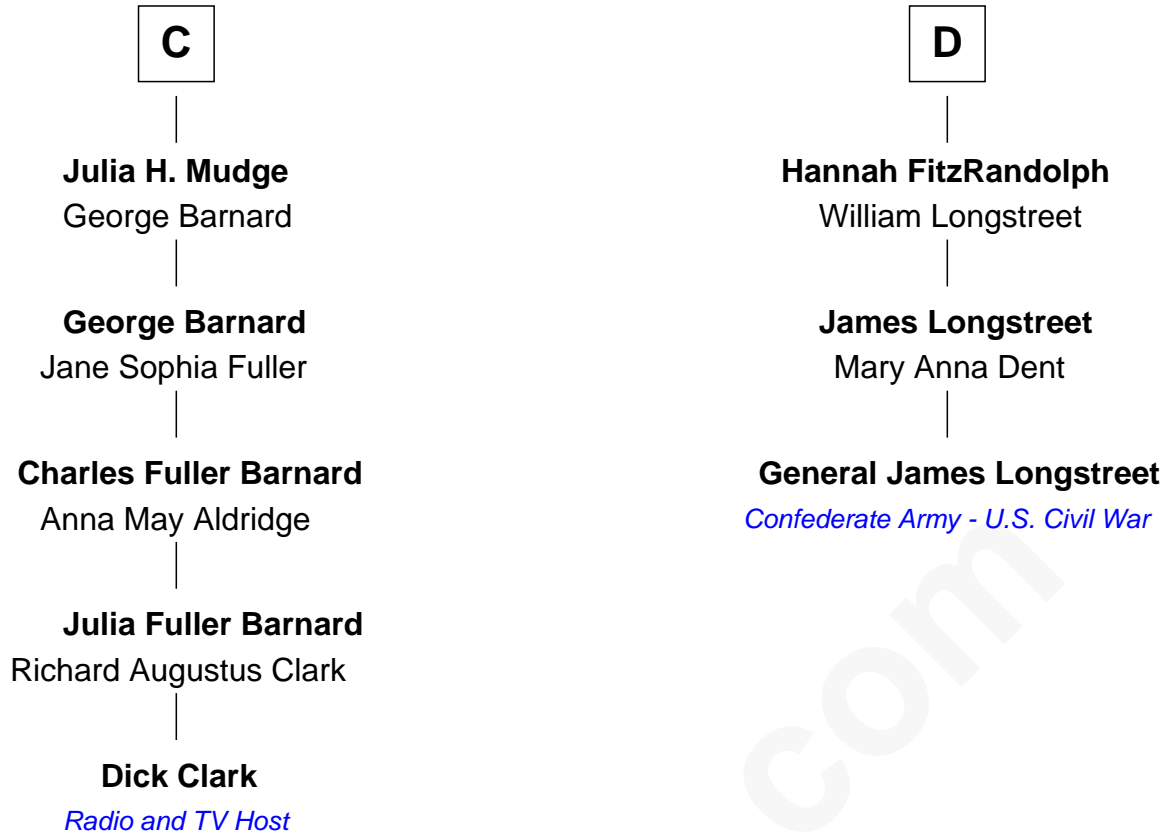 C
Julia H. Mudge
George Barnard
George Barnard
Jane Sophia Fuller
Charles Fuller Barnard
Anna May Aldridge
Julia Fuller Barnard
Richard Augustus Clark
Dick Clark
Radio and TV Host
D
Hannah FitzRandolph
William Longstreet
James Longstreet
Mary Anna Dent
General James Longstreet
Confederate Army - U.S. Civil War
com